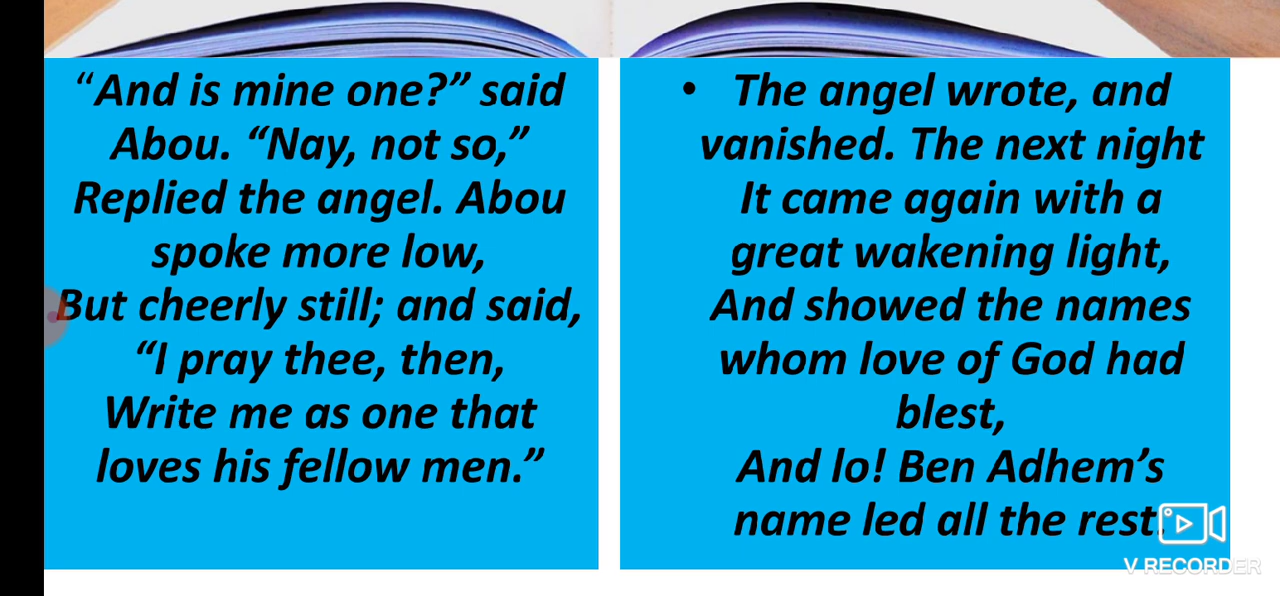 “And is mine one?” said
Abou. “Nay, not so,”
Replied the angel. Abou
spoke more low,
But cheerly still; and said,
“I pray thee, then,
Write me as one that
loves his fellow men.”
• The angel wrote, and
vanished. The next night
It came again with a
great wakening light,
And showed the names
whom love of God had
blest,
And lo! Ben Adhem’s
name led all the rest.
V RECORDER